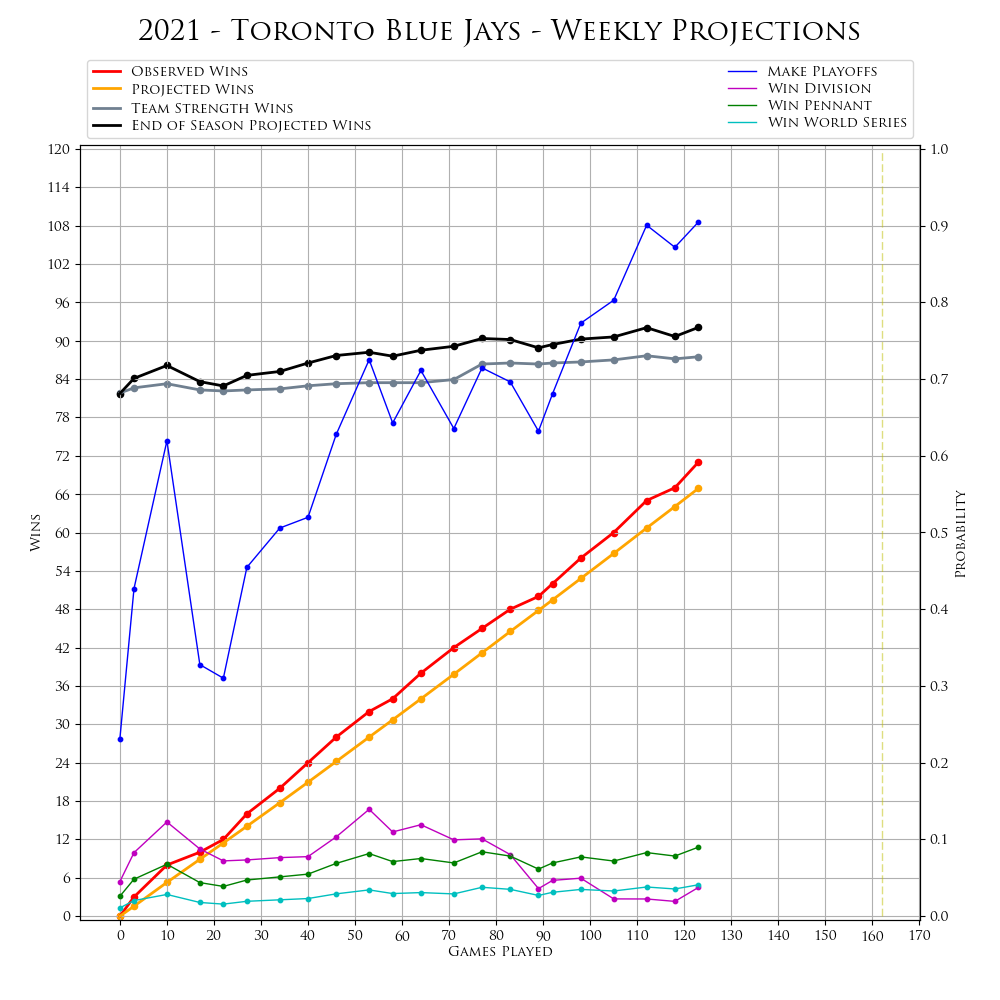 2021 - Toronto Blue Jays - Weekly Projections
Observed Wins
Projected Wins
Team Strength Wins
End of Season Projected Wins
Make Playoffs
Win Division
Win Pennant
Win World Series
120
114
108
102
96
90
84
78
72
66
60
54
48
42
36
30
24
18
12
6
0
Wins
1.0
0.9
0.8
0.7
0.6
0.5
0.4
0.3
0.2
0.1
0.0
Probability
0 10 20 30 40 50 60 70 80 90 100 110 120 130 140 150 160 170
Games Played